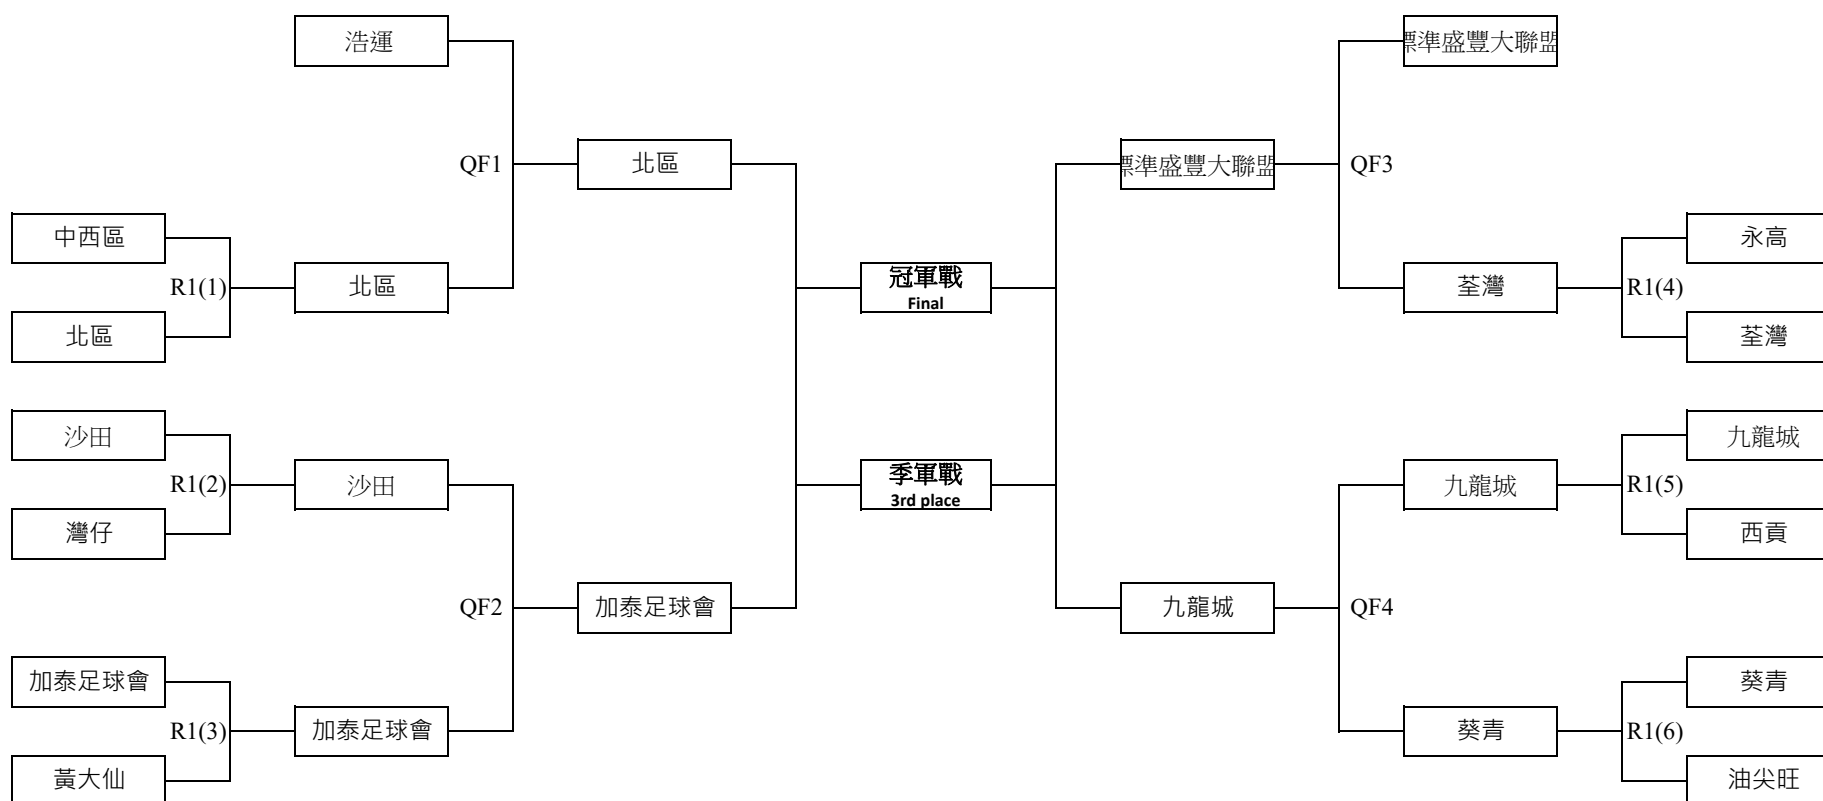 浩運
標準盛豐大聯盟
QF1
北區
標準盛豐大聯盟
QF3
中西區
永高
R1(1)
北區
冠軍戰
Final
荃灣
R1(4)
北區
荃灣
沙田
九龍城
R1(2)
沙田
季軍戰
3rd place
九龍城
R1(5)
灣仔
西貢
QF2
加泰足球會
九龍城
QF4
加泰足球會
葵青
R1(3)
加泰足球會
葵青
R1(6)
黃大仙
油尖旺